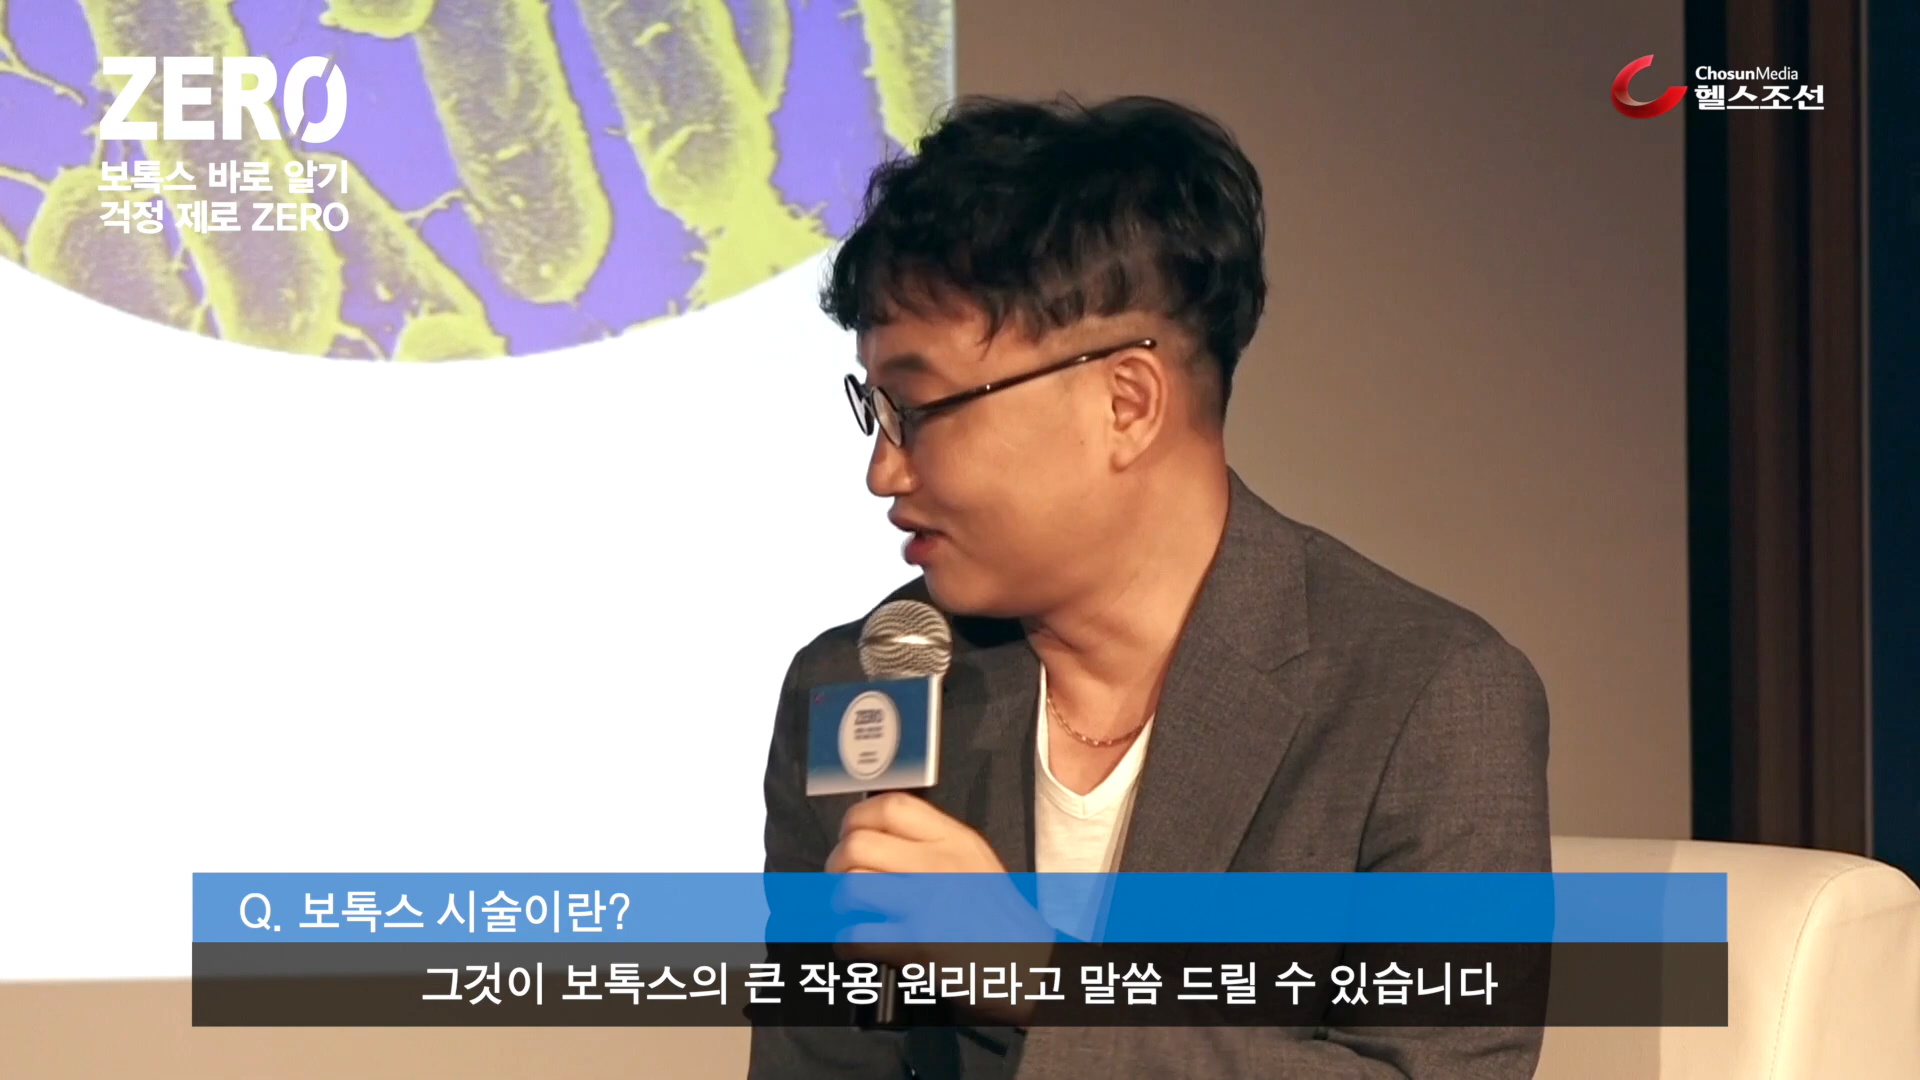 ZERO
보톡스 바로 알기
걱정 제로 ZERO
ChosunMedia
헬스조선
ZERO
Q. 보톡스 시술이란?
그것이 보톡스의 큰 작용 원리라고 말씀 드릴 수 있습니다